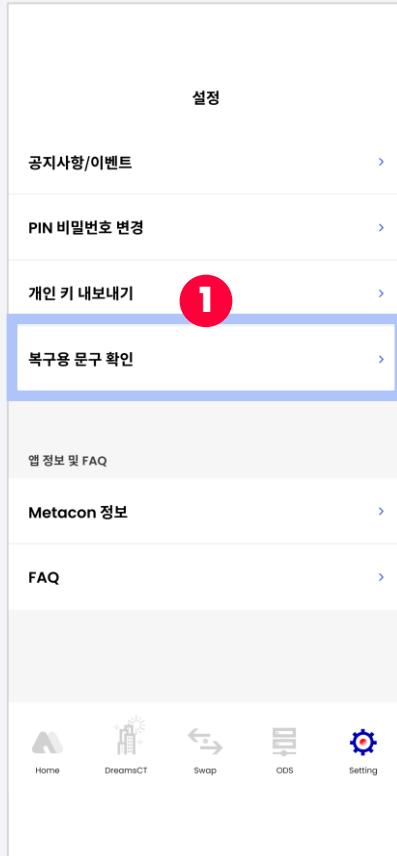 설정
공지사항/이벤트
PIN 비밀번호 변경
개인 키 내보내기
1
복구용 문구 확인
앱 정보 및 FAQ
Metacon 정보
FAQ
Home DreamsCT Swap ODS Setting